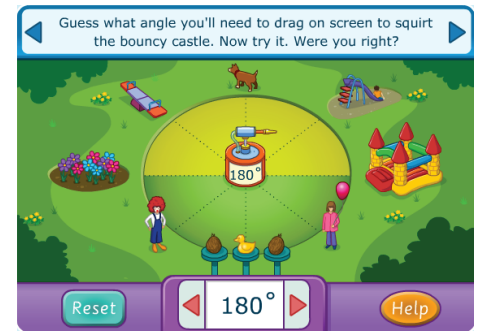 Guess what angle you'll need to drag on screen to squirt
the bouncy castle. Now try it. Were you right?
180°
Reset
180°
Help